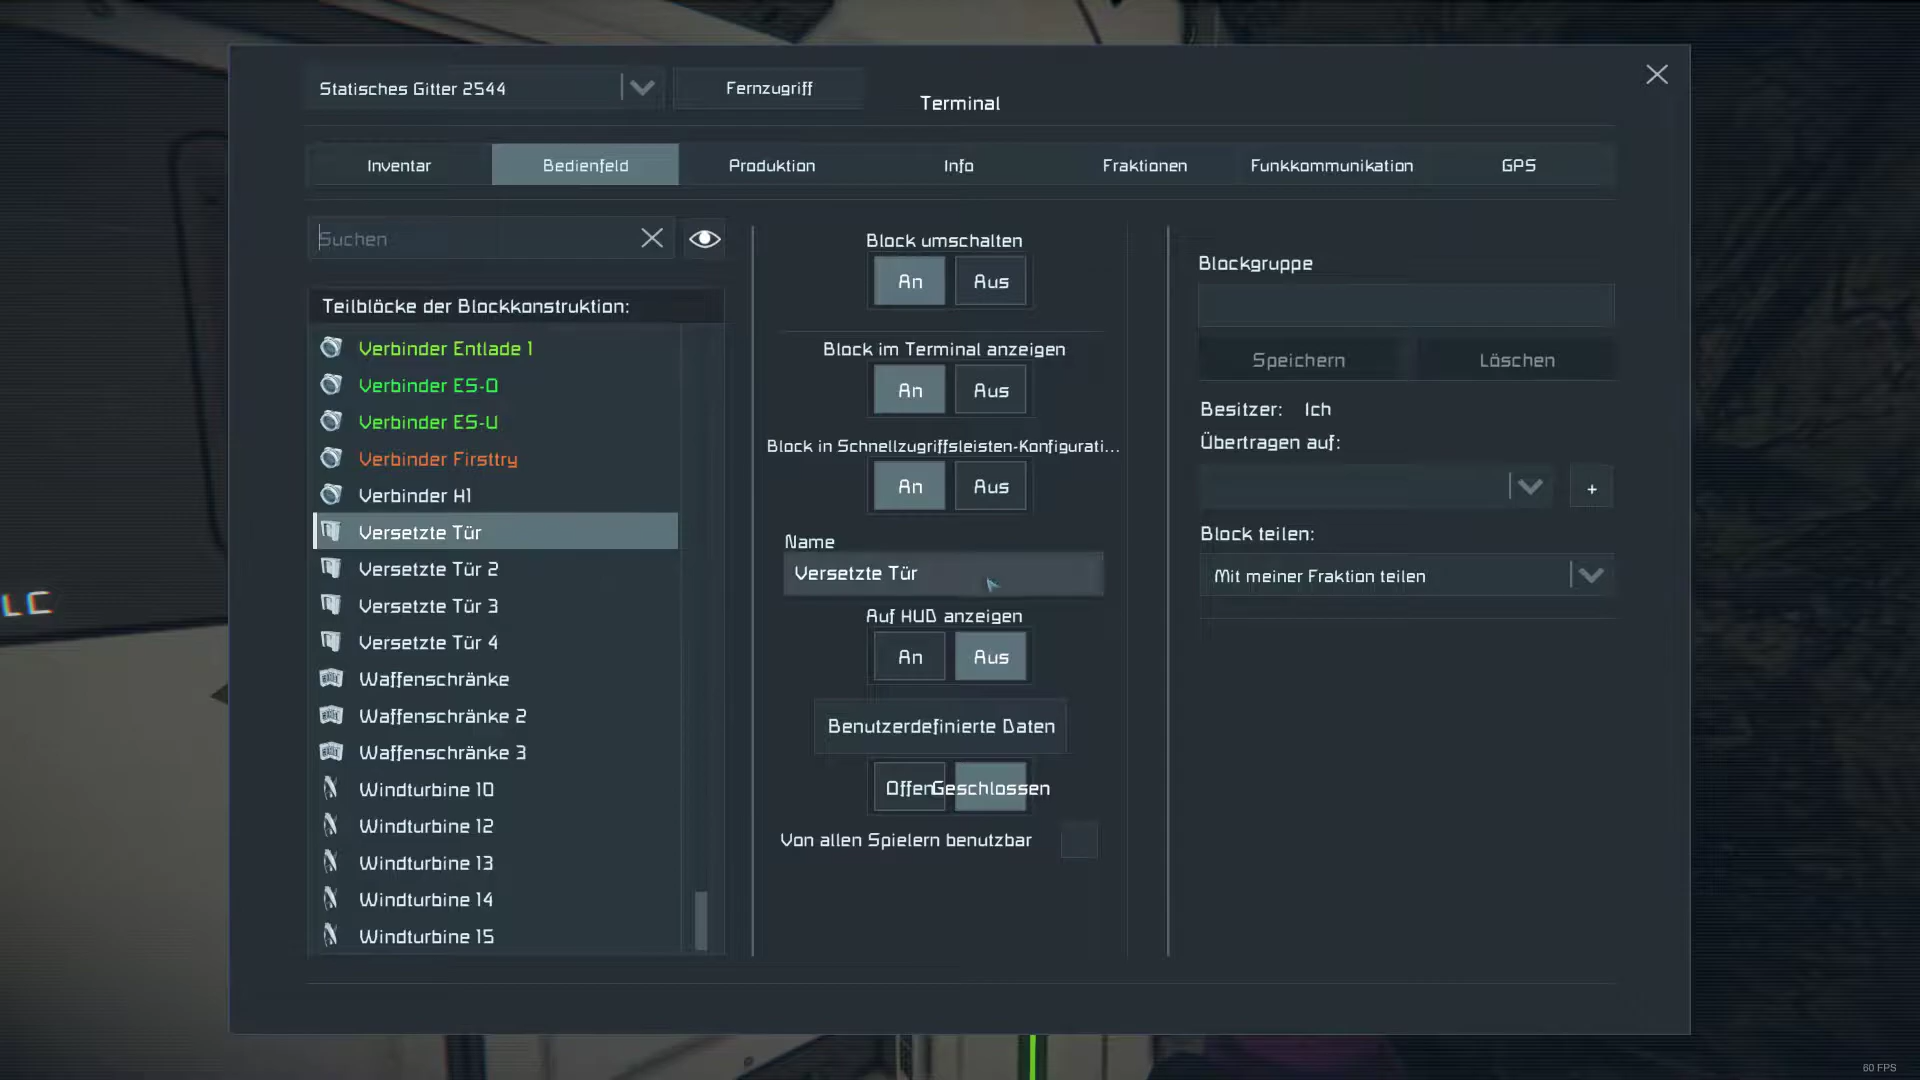 Statisches Gitter 2544
Fernzugriff
Terminal
Inventar
Bedienfeld
Produktion
Info
Fraktionen
Funkkommunikation
GPS
Suchen
Teilblöcke der Blockkonstruktion:
Verbinder Entlade 1
Verbinder ES-O
Verbinder ES-U
Verbinder Firsttry
Verbinder H1
Versetzte Tür
Versetzte Tür 2
Versetzte Tür 3
Versetzte Tür 4
Waffenschränke
Waffenschränke 2
Waffenschränke 3
Windturbine 10
Windturbine 12
Windturbine 13
Windturbine 14
Windturbine 15
Block umschalten
An Aus
Block im Terminal anzeigen
An Aus
Block in Schnellzugriffsleisten-Konfigurati...
An Aus
Name
Versetzte Tür
Auf HUD anzeigen
An Aus
Benutzerdefinierte Daten
Offen Geschlossen
Von allen Spielern benutzbar
Blockgruppe
Speichern Löschen
Besitzer: Ich
Übertragen auf:
+
Block teilen:
Mit meiner Fraktion teilen
LC
60 FPS